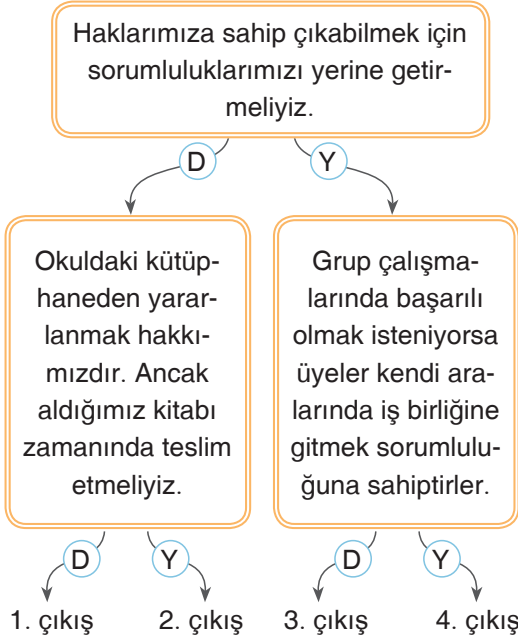 Haklarımıza sahip çıkabilmek için
sorumluluklarımızı yerine getir-
meliyiz.
D
Y
Okuldaki kütüp-
haneden yarar-
lanmak hakkı-
mızdır. Ancak
aldığımız kitabı
zamanında teslim
etmeliyiz.
Grup çalışma-
larında başarılı
olmak isteniyorsa
üyeler kendi ara-
larında iş birliğine
gitmek sorumlulu-
ğuna sahiptirler.
D
Y
D
Y
1. çıkış
2. çıkış
3. çıkış
4. çıkış